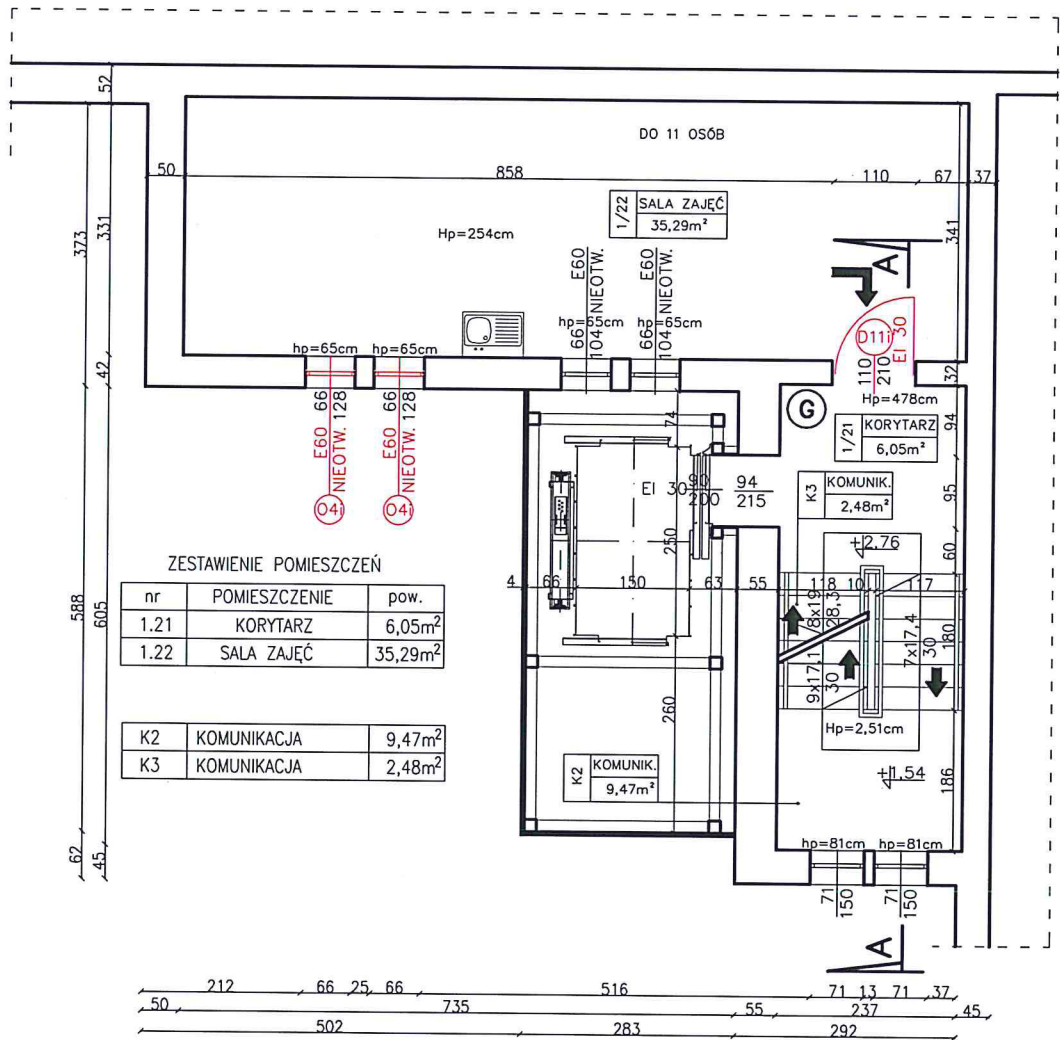 52
DO 11 OSÓB
50
858
110
67
37
1/22
SALA ZAJĘĆ
35,29m²
Hp=254cm
373
331
341
E60
NIEOTW.
66
104
E60
NIEOTW.
66
104
A
hp=65cm
hp=65cm
hp=65cm
hp=65cm
D11i
EI 30
110
210
42
32
Hp=478cm
E60
66
NIEOTW.
128
E60
66
NIEOTW.
128
O4i
O4i
G
74
94
1/21
KORYTARZ
6,05m²
K3
KOMUNIK.
2,48m²
EI 30
90
200
94
215
95
250
+2,76
60
ZESTAWIENIE POMIESZCZEŃ
nr POMIESZCZENIE pow.
1.21 KORYTARZ 6,05m²
1.22 SALA ZAJĘĆ 35,29m²
K2 KOMUNIKACJA 9,47m²
K3 KOMUNIKACJA 2,48m²
4
66
150
63
55
118
10
117
588
605
8x19
28,3
9x17,1
30
7x17,4
30
180
260
Hp=2,51cm
K2
KOMUNIK.
9,47m²
+1,54
186
62
45
hp=81cm
hp=81cm
71
150
71
150
A
212
66
25
66
516
71
13
71
37
50
735
55
237
45
502
283
292